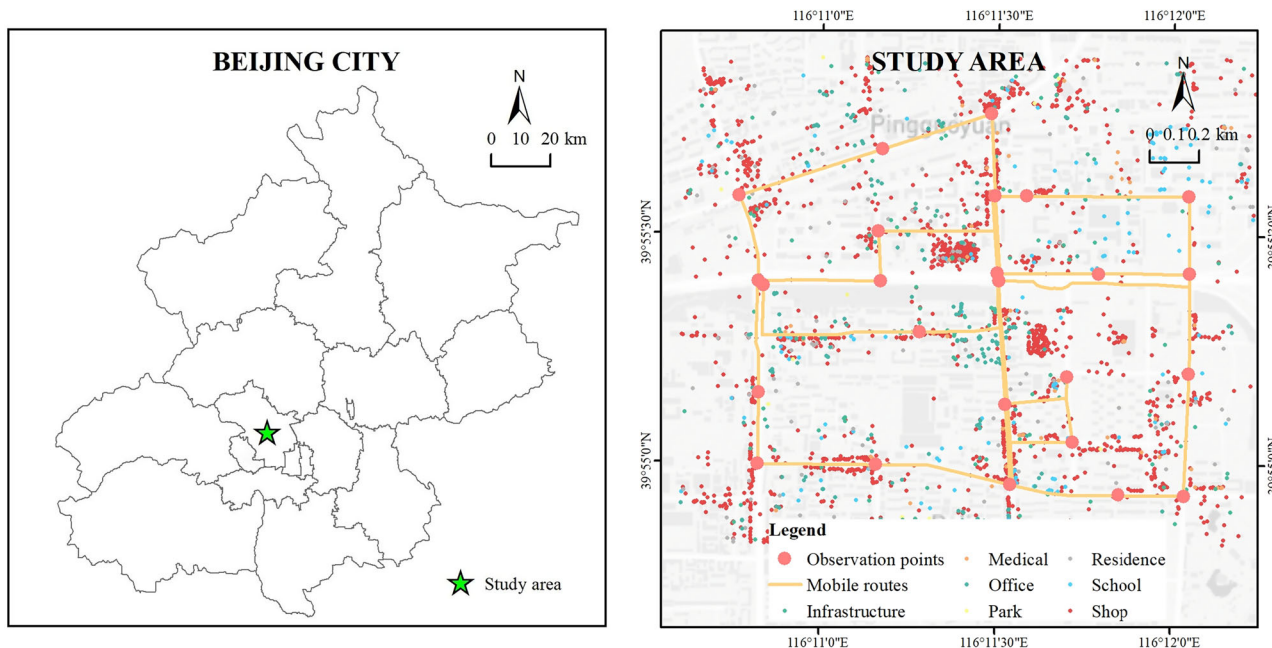 BEIJING CITY
N
0 10 20 km
Study area
116°11'0"E 116°11'30"E 116°12'0"E
STUDY AREA
N
Pingguoyuan
0 0.1 0.2 km
39°55'30"N
39°55'0"N
Legend
Observation points
Mobile routes
Infrastructure
Medical
Office
Park
Residence
School
Shop
116°11'0"E 116°11'30"E 116°12'0"E